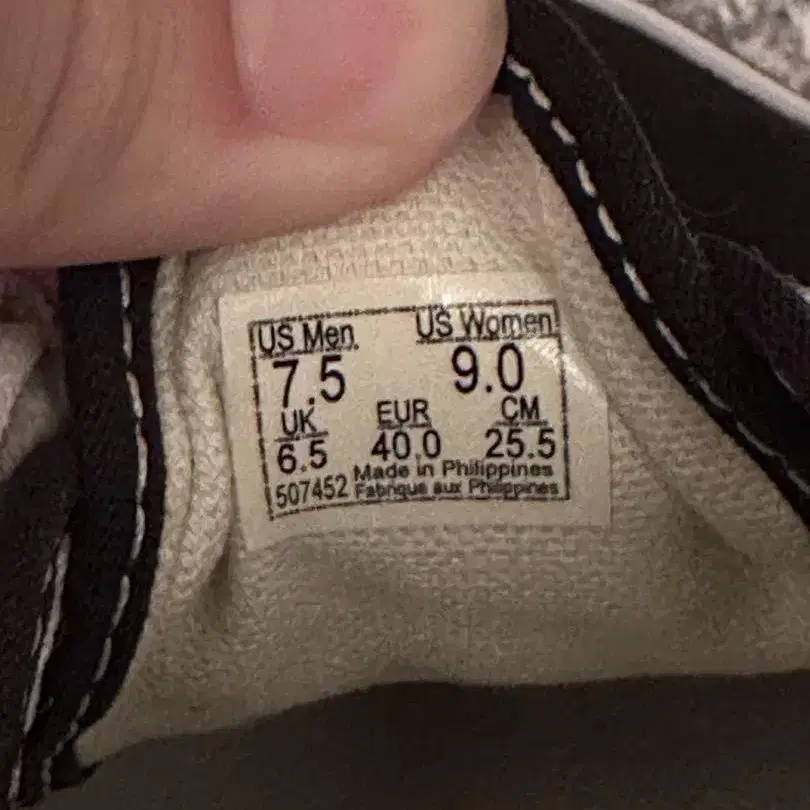 US Men US Women
7.5 9.0
UK EUR CM
6.5 40.0 25.5
507452 Made in Philippines
Fabrique aux Philippines